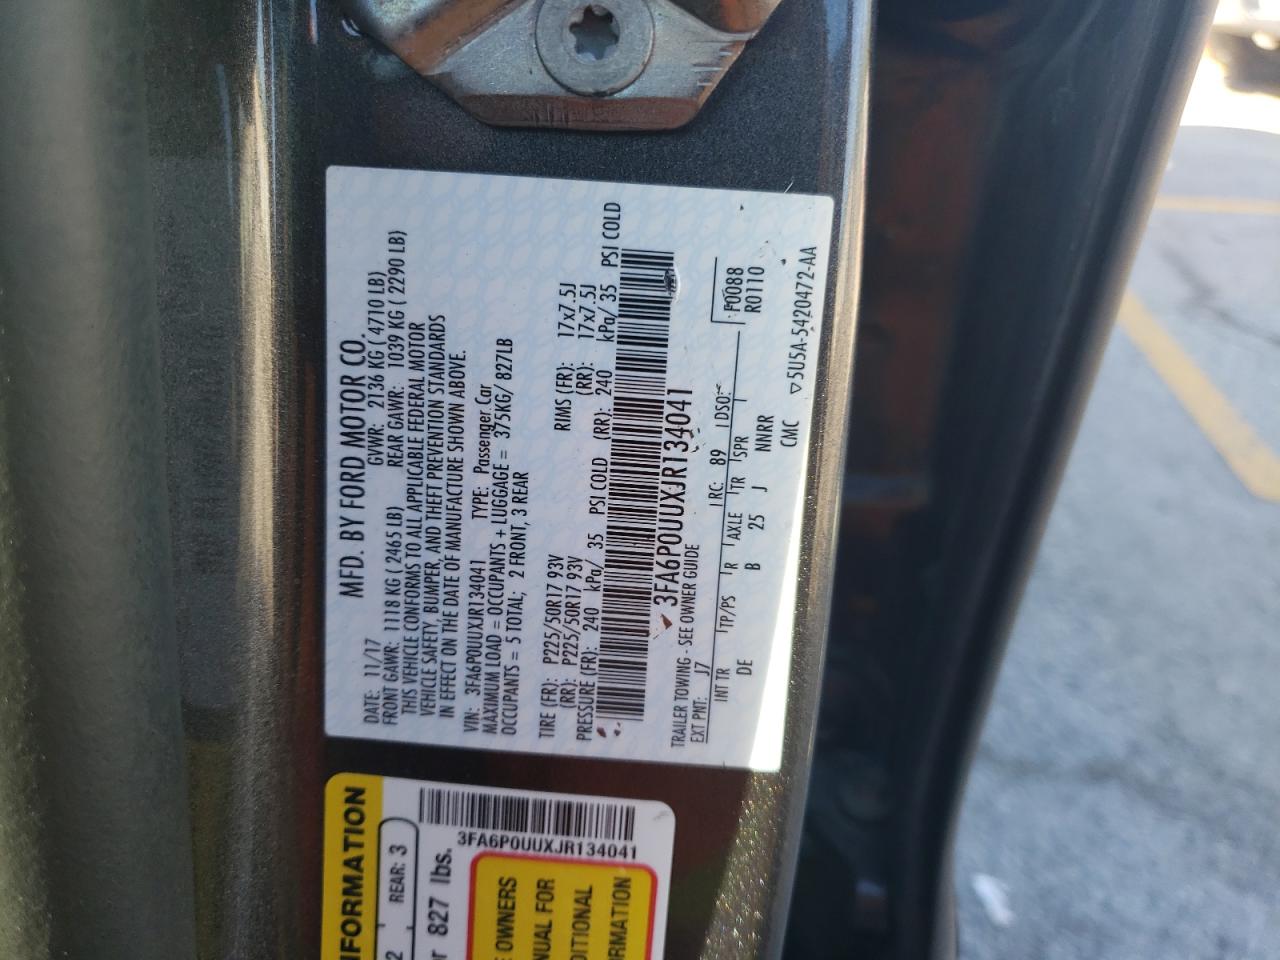 MFD. BY FORD MOTOR CO.
DATE: 11/17 GVWR: 2136 KG ( 4710 LB)
FRONT GAWR: 1118 KG ( 2465 LB) REAR GAWR: 1039 KG ( 2290 LB)
THIS VEHICLE CONFORMS TO ALL APPLICABLE FEDERAL MOTOR
VEHICLE SAFETY, BUMPER, AND THEFT PREVENTION STANDARDS
IN EFFECT ON THE DATE OF MANUFACTURE SHOWN ABOVE.
VIN: 3FA6P0UUXJR134041 TYPE: Passenger Car
MAXIMUM LOAD = OCCUPANTS + LUGGAGE = 375KG/ 827LB
OCCUPANTS = 5 TOTAL; 2 FRONT, 3 REAR
TIRE (FR): P225/50R17 93V RIMS (FR): 17x7.5J
(RR): P225/50R17 93V (RR): 17x7.5J
PRESSURE (FR): 240 kPa/ 35 PSI COLD (RR): 240 kPa/ 35 PSI COLD
3FA6P0UUXJR134041
TRAILER TOWING - SEE OWNER GUIDE
EXT PNT: J7 RC: 89 DSO: F0088
R0110
INT TR TP/PS R AXLE TR SPR
DE B 25 J NNRR
CMC ▽5U5A-5420472-AA
FORMATION
2 REAR: 3
r 827 lbs.
3FA6P0UUXJR134041
OWNERS
NUAL FOR
DITIONAL
RMATION